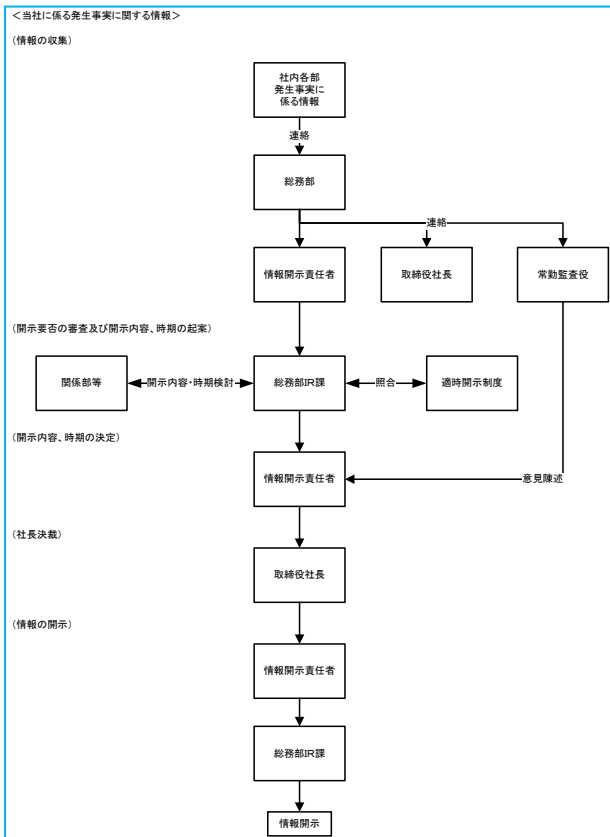 ＜当社に係る発生事実に関する情報＞
（情報の収集）
社内各部
発生事実に
係る情報
連絡
総務部
連絡
情報開示責任者
取締役社長
常勤監査役
（開示要否の審査及び開示内容、時期の起案）
関係部等
開示内容・時期検討
総務部IR課
照合
適時開示制度
（開示内容、時期の決定）
情報開示責任者
意見陳述
（社長決裁）
取締役社長
（情報の開示）
情報開示責任者
総務部IR課
情報開示